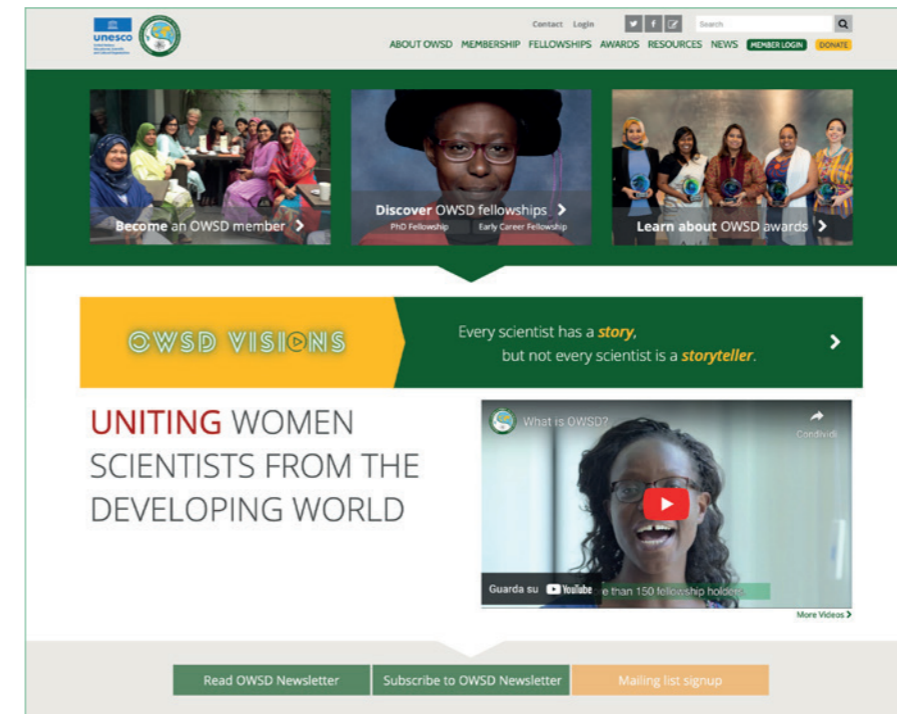 unesco
Contact Login
Search
ABOUT OWSD MEMBERSHIP FELLOWSHIPS AWARDS RESOURCES NEWS MEMBER LOGIN DONATE
Become an OWSD member
Discover OWSD fellowships
PhD Fellowship Early Career Fellowship
Learn about OWSD awards
OWSD VISIONS
Every scientist has a story,
but not every scientist is a storyteller.
UNITING WOMEN
SCIENTISTS FROM THE
DEVELOPING WORLD
What is OWSD?
Condividi
Guarda su YouTube
re than 150 fellowship holders
More Videos
Read OWSD Newsletter
Subscribe to OWSD Newsletter
Mailing list signup